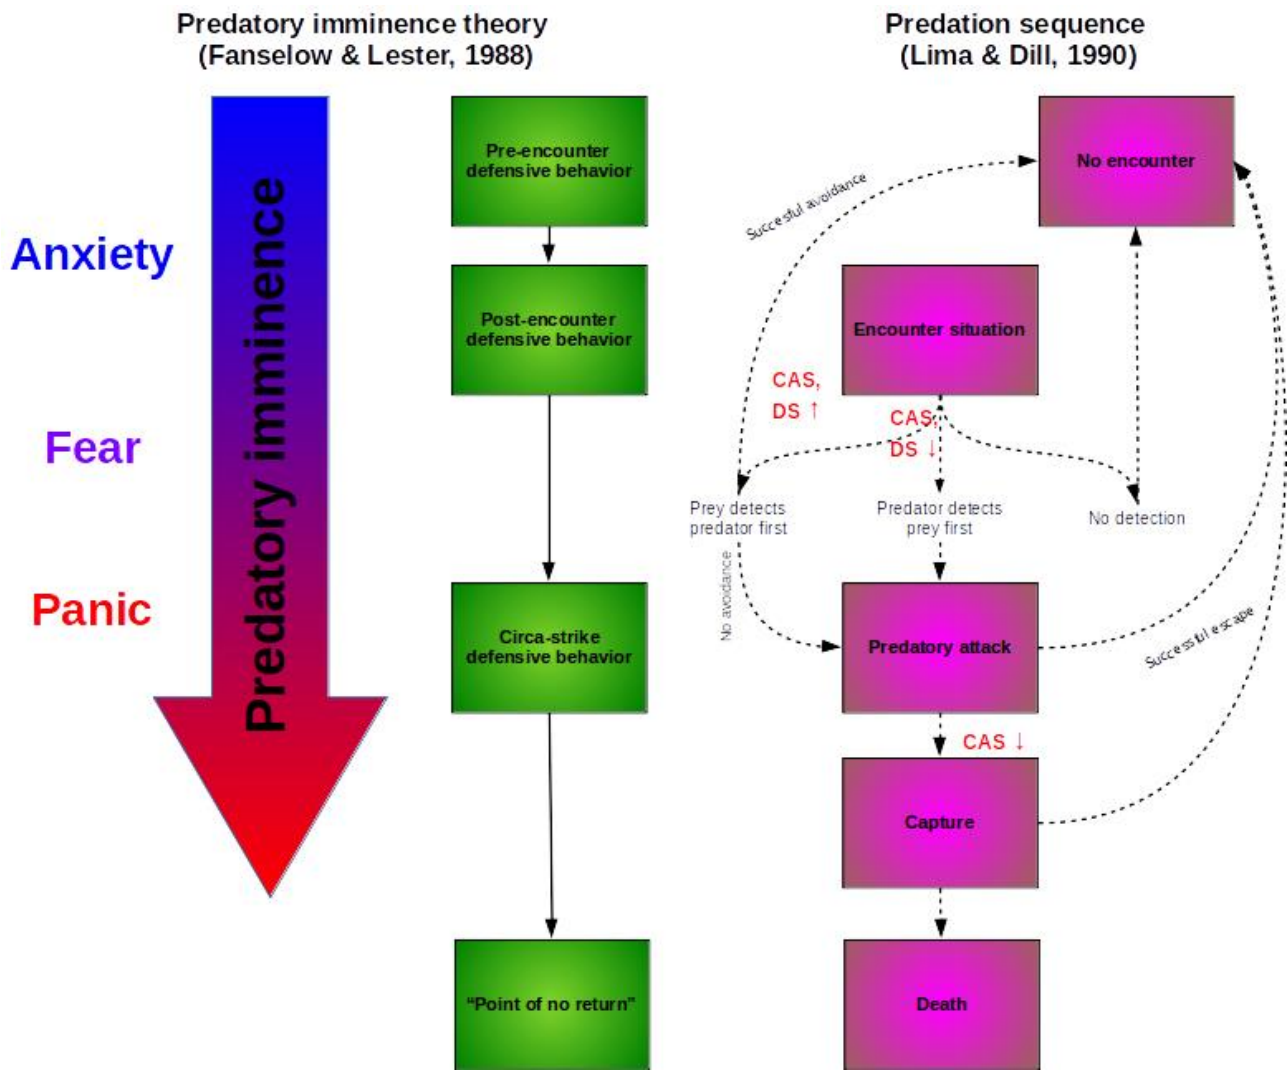 Predatory imminence theory
(Fanselow & Lester, 1988)
Predation sequence
(Lima & Dill, 1990)
Anxiety
Fear
Panic
Predatory imminence
Pre-encounter
defensive behavior
Post-encounter
defensive behavior
Circa-strike
defensive behavior
“Point of no return”
No encounter
Succesful avoidance
Encounter situation
CAS,
DS ↑
CAS,
DS ↓
Prey detects
predator first
Predator detects
prey first
No detection
No avoidance
Predatory attack
Successful escape
CAS ↓
Capture
Death